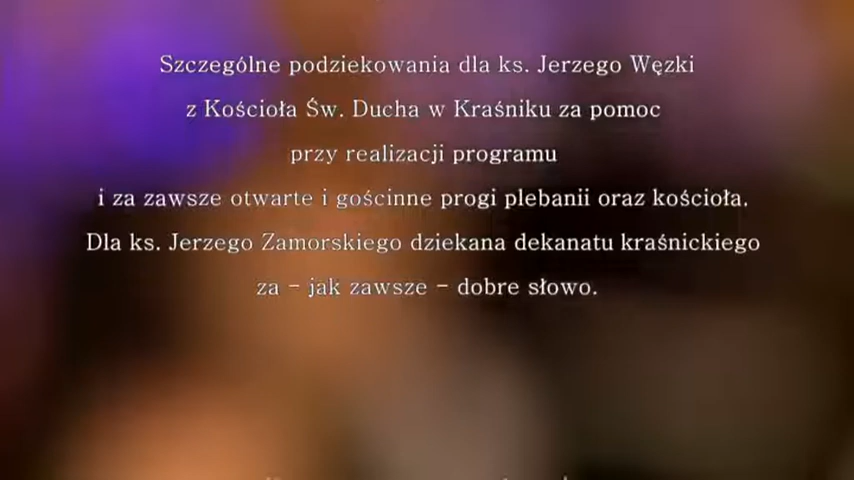 Szczególne podziekowania dla ks. Jerzego Węzki
z Kościoła Św. Ducha w Kraśniku za pomoc
przy realizacji programu
i za zawsze otwarte i gościnne progi plebanii oraz kościoła.
Dla ks. Jerzego Zamorskiego dziekana dekanatu kraśnickiego
za – jak zawsze – dobre słowo.